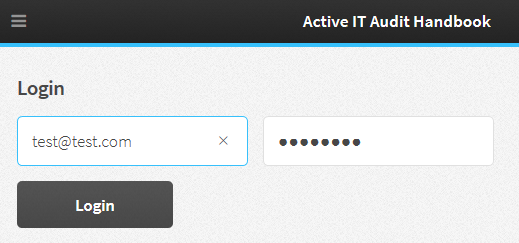 Active IT Audit Handbook
Login
test@test.com
••••••••
Login